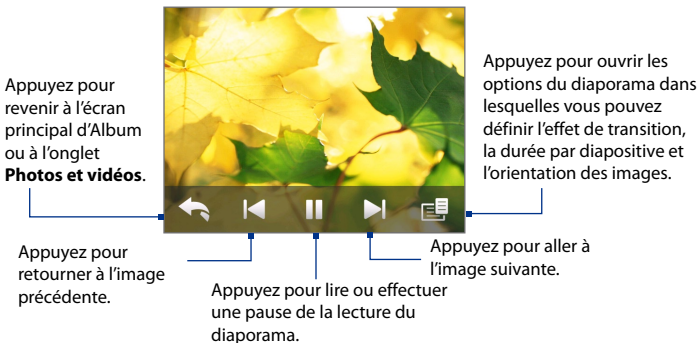 Appuyez pour
revenir à l'écran
principal d'Album
ou à l'onglet
Photos et vidéos.
Appuyez pour
retourner à l'image
précédente.
Appuyez pour lire ou effectuer
une pause de la lecture du
diaporama.
Appuyez pour aller à
l'image suivante.
Appuyez pour ouvrir les
options du diaporama dans
lesquelles vous pouvez
définir l'effet de transition,
la durée par diapositive et
l'orientation des images.